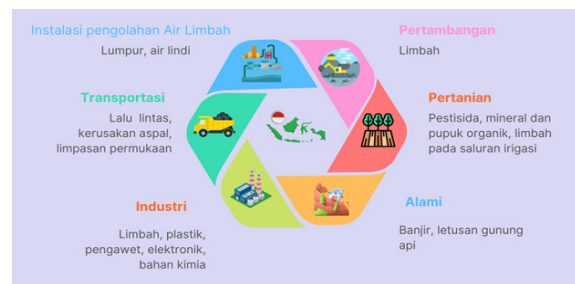 Instalasi pengolahan Air Limbah
Lumpur, air lindi
Pertambangan
Limbah
Transportasi
Lalu lintas,
kerusakan aspal,
limpasan permukaan
Pertanian
Pestisida, mineral dan
pupuk organik, limbah
pada saluran irigasi
Industri
Limbah, plastik,
pengawet, elektronik,
bahan kimia
Alami
Banjir, letusan gunung
api